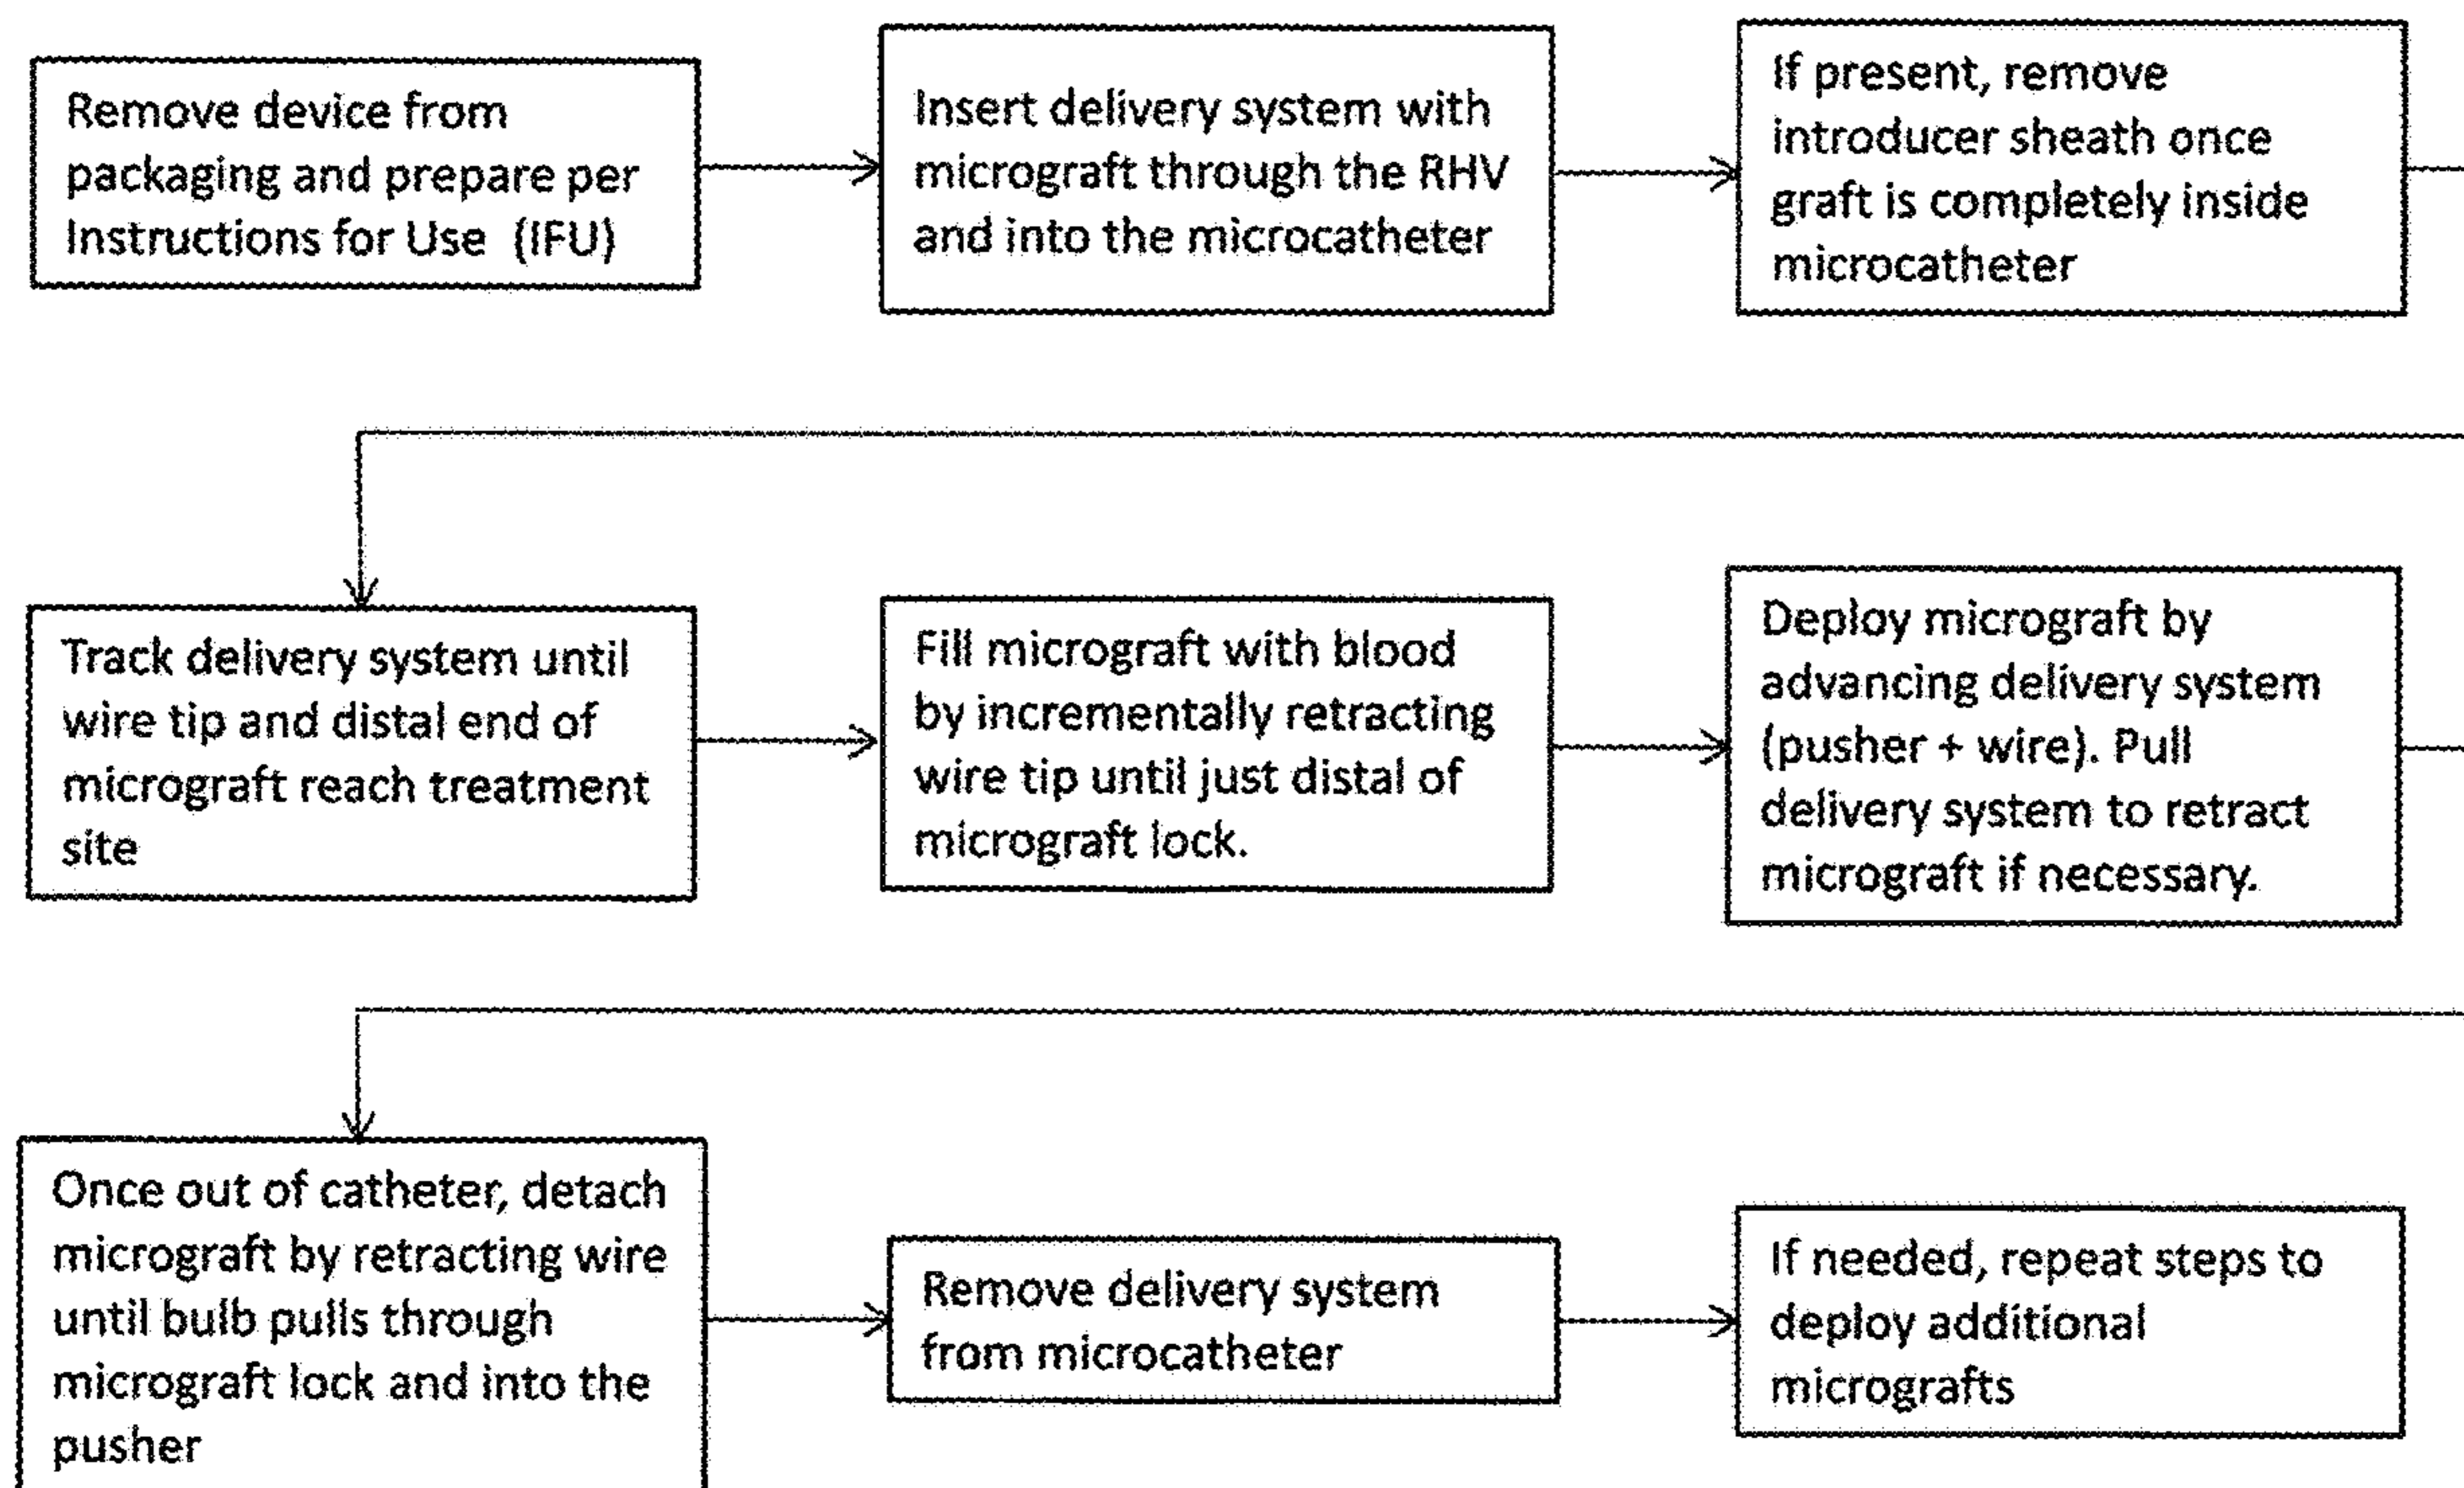 Remove device from
packaging and prepare per
Instructions for Use (IFU)
Insert delivery system with
micrograft through the RHV
and into the microcatheter
If present, remove
introducer sheath once
graft is completely inside
microcatheter
Track delivery system until
wire tip and distal end of
micrograft reach treatment
site
Fill micrograft with blood
by incrementally retracting
wire tip until just distal of
micrograft lock.
Deploy micrograft by
advancing delivery system
(pusher + wire). Pull
delivery system to retract
micrograft if necessary.
Once out of catheter, detach
micrograft by retracting wire
until bulb pulls through
micrograft lock and into the
pusher
Remove delivery system
from microcatheter
If needed, repeat steps to
deploy additional
micrografts